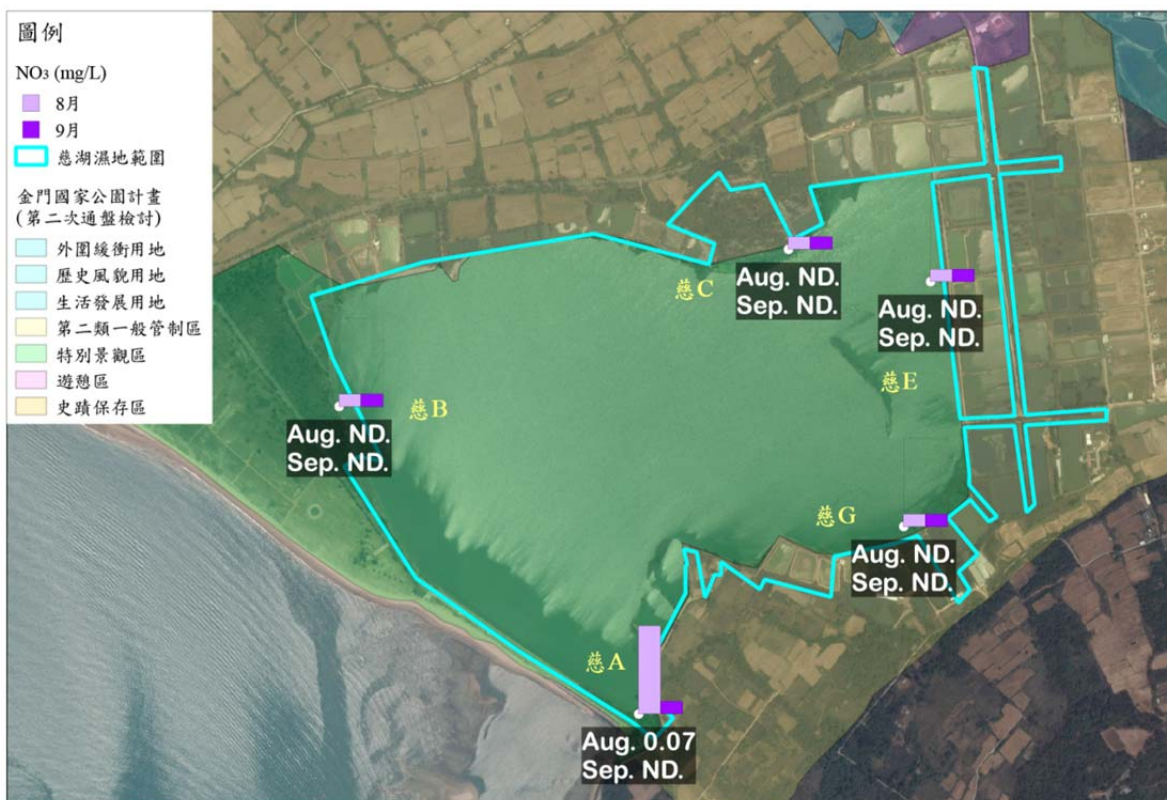 圖例
NO₃ (mg/L)
8月
9月
慈湖濕地範圍
金門國家公園計畫
(第二次通盤檢討)
外圍緩衝用地
歷史風貌用地
生活發展用地
第二類一般管制區
特別景觀區
遊憩區
史蹟保存區
慈C
Aug. ND.
Sep. ND.
Aug. ND.
Sep. ND.
慈E
慈B
Aug. ND.
Sep. ND.
慈G
Aug. ND.
Sep. ND.
慈A
Aug. 0.07
Sep. ND.